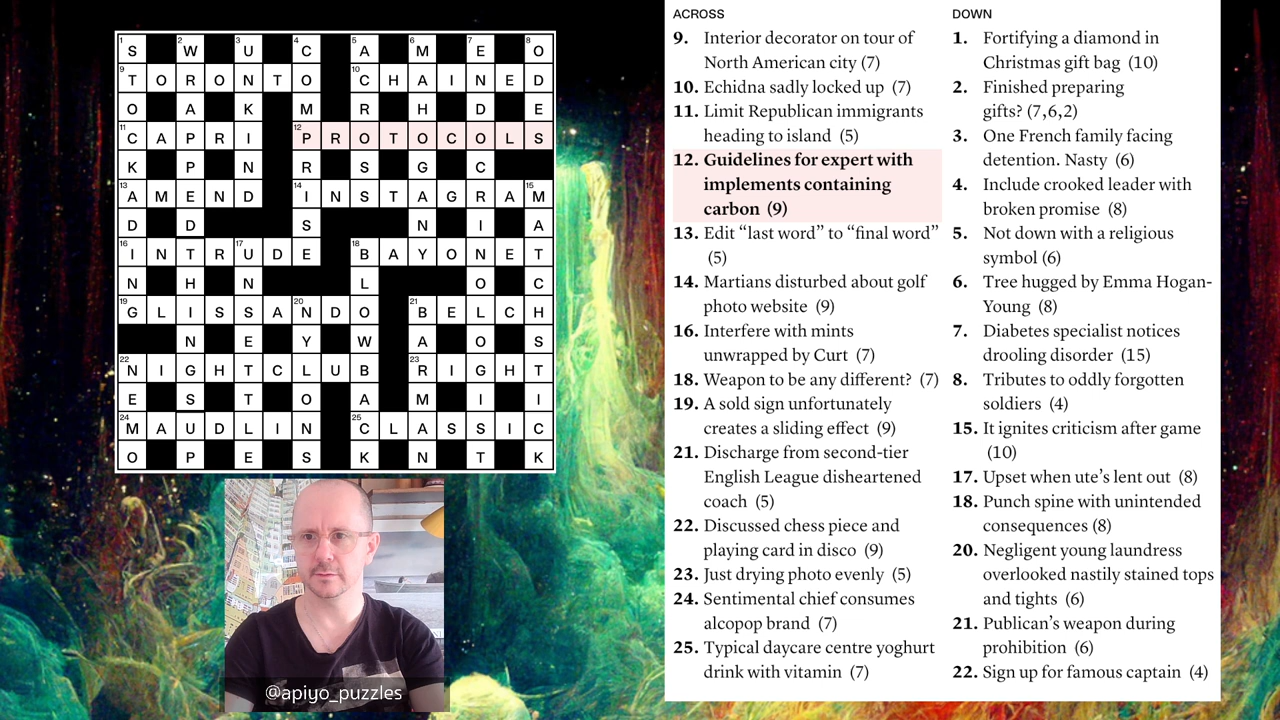 S W U C A M E O
TORONTO CHAINED
O A K M R H D E
CAPRI PROTOCOLS
K P N R S G C
AMEND INSTAGRAM
D D S N I A
INTRUDE BAYONET
N H N L O C
GLISSANDO BELCH
N E Y W A L S
NIGHTCLUB RIGHT
E S T O A M I I
MAUDLIN CLASSIC
O P E S K N T K
@apiyo_puzzles
ACROSS
9. Interior decorator on tour of
North American city (7)
10. Echidna sadly locked up (7)
11. Limit Republican immigrants
heading to island (5)
12. Guidelines for expert with
implements containing
carbon (9)
13. Edit “last word” to “final word”
(5)
14. Martians disturbed about golf
photo website (9)
16. Interfere with mints
unwrapped by Curt (7)
18. Weapon to be any different? (7)
19. A sold sign unfortunately
creates a sliding effect (9)
21. Discharge from second-tier
English League disheartened
coach (5)
22. Discussed chess piece and
playing card in disco (9)
23. Just drying photo evenly (5)
24. Sentimental chief consumes
alcopop brand (7)
25. Typical daycare centre yoghurt
drink with vitamin (7)
DOWN
1. Fortifying a diamond in
Christmas gift bag (10)
2. Finished preparing
gifts? (7,6,2)
3. One French family facing
detention. Nasty (6)
4. Include crooked leader with
broken promise (8)
5. Not down with a religious
symbol (6)
6. Tree hugged by Emma Hogan-
Young (8)
7. Diabetes specialist notices
drooling disorder (15)
8. Tributes to oddly forgotten
soldiers (4)
15. It ignites criticism after game
(10)
17. Upset when ute’s lent out (8)
18. Punch spine with unintended
consequences (8)
20. Negligent young laundress
overlooked nastily stained tops
and tights (6)
21. Publican’s weapon during
prohibition (6)
22. Sign up for famous captain (4)